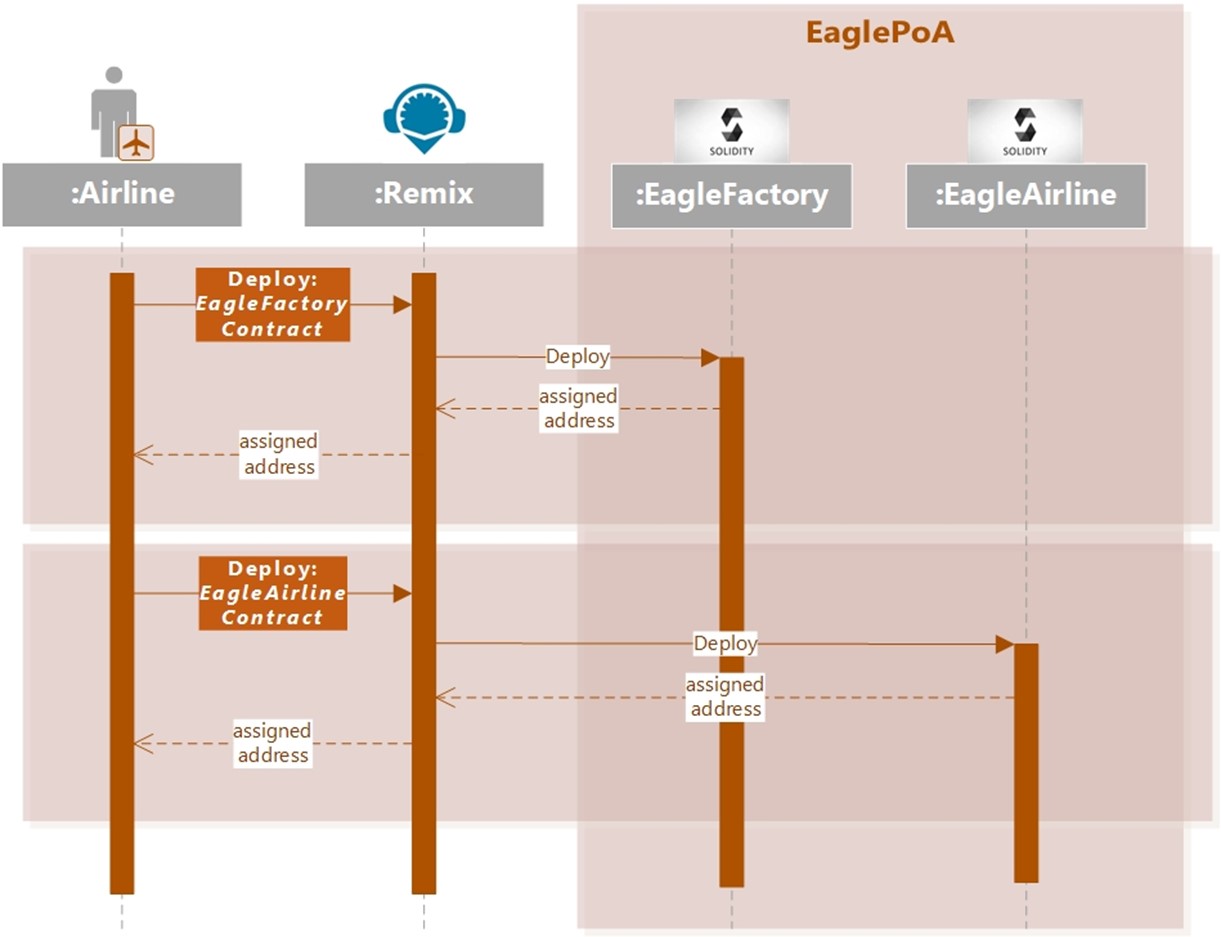 EaglePoA
SOLIDITY
SOLIDITY
:Airline
:Remix
:EagleFactory
:EagleAirline
Deploy:
EagleFactory
Contract
Deploy
assigned
address
assigned
address
Deploy:
EagleAirline
Contract
Deploy
assigned
address
assigned
address